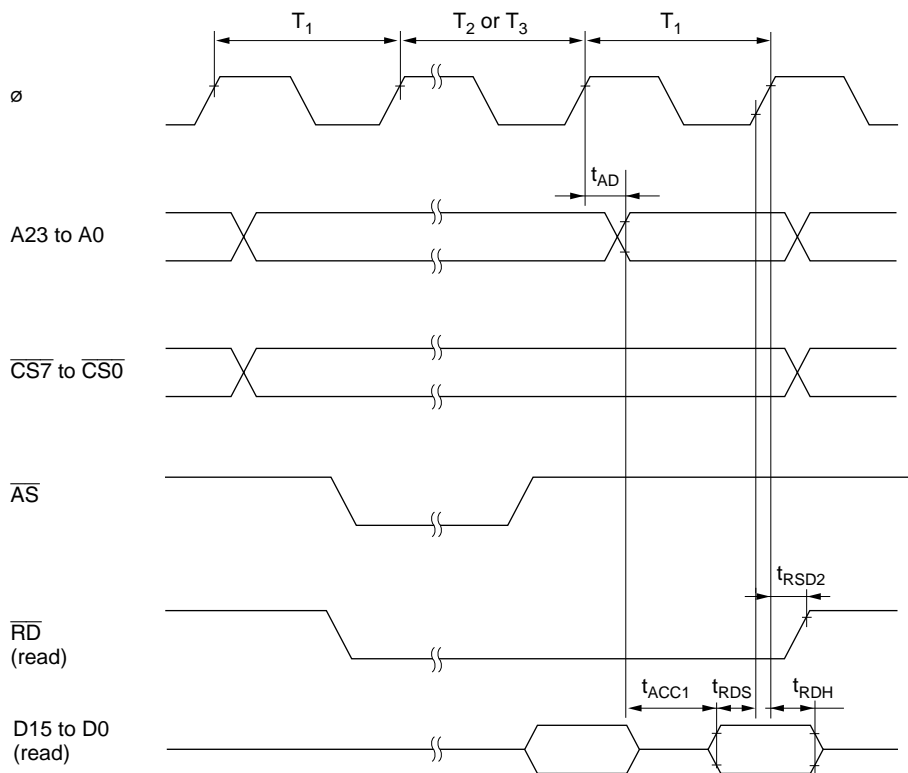 T1 T2 or T3 T1
ø
tAD
A23 to A0
CS7 to CS0
AS
tRSD2
RD
(read)
tACC1 tRDS tRDH
D15 to D0
(read)